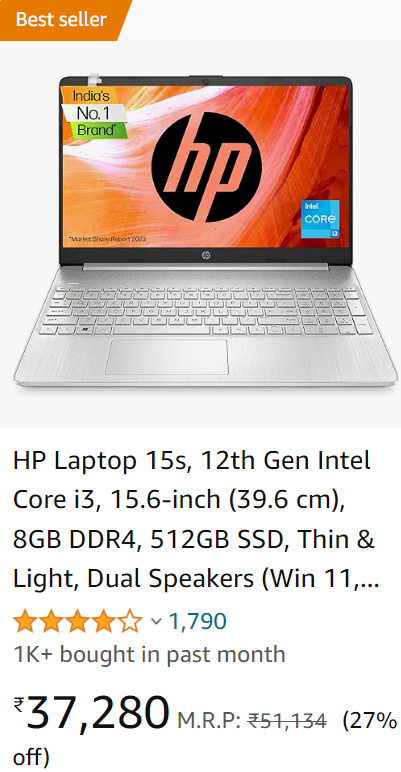 Best seller
India's
No. 1
Brand*
hp
intel
CORE
i3
*Market Share Report 2023
hp
HP Laptop 15s, 12th Gen Intel
Core i3, 15.6-inch (39.6 cm),
8GB DDR4, 512GB SSD, Thin &
Light, Dual Speakers (Win 11,...
1,790
1K+ bought in past month
₹37,280 M.R.P: ₹51,134 (27%
off)